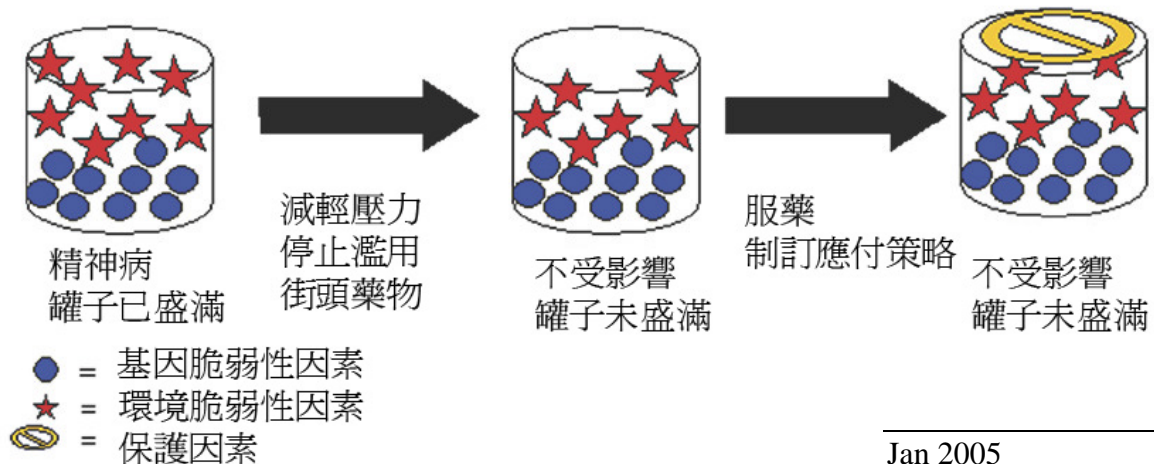 減輕壓力
停止濫用
街頭藥物
服藥
制訂應付策略
精神病
罐子已盛滿
不受影響
罐子未盛滿
不受影響
罐子未盛滿
= 基因脆弱性因素
= 環境脆弱性因素
= 保護因素
Jan 2005